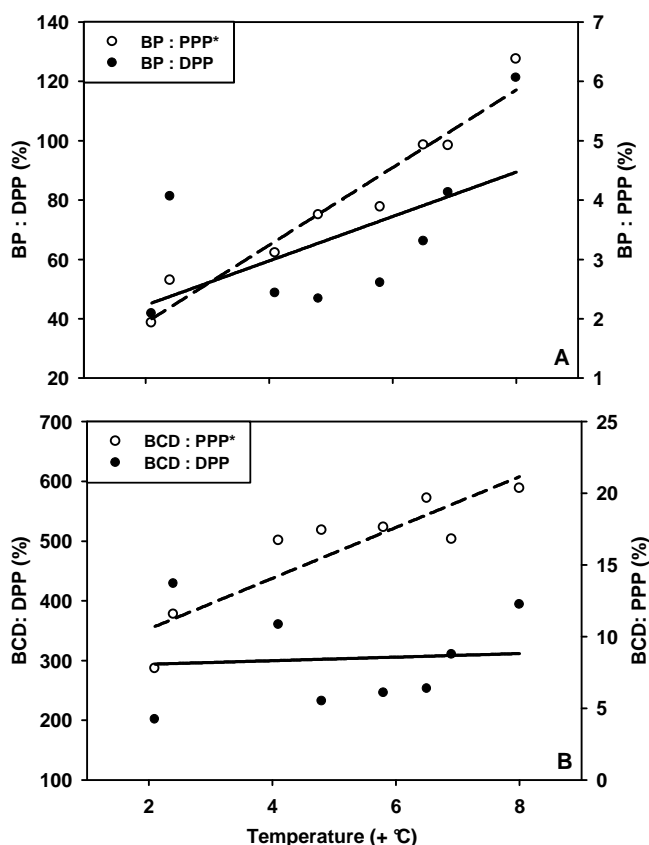 140
120
100
80
60
40
20
BP : DPP (%)
BP : PPP*
BP : DPP
7
6
5
4
3
2
1
BP : PPP (%)
A
700
600
500
400
300
200
100
BCD: DPP (%)
BCD : PPP*
BCD : DPP
25
20
15
10
5
0
BCD: PPP (%)
B
2 4 6 8
Temperature (+ °C)